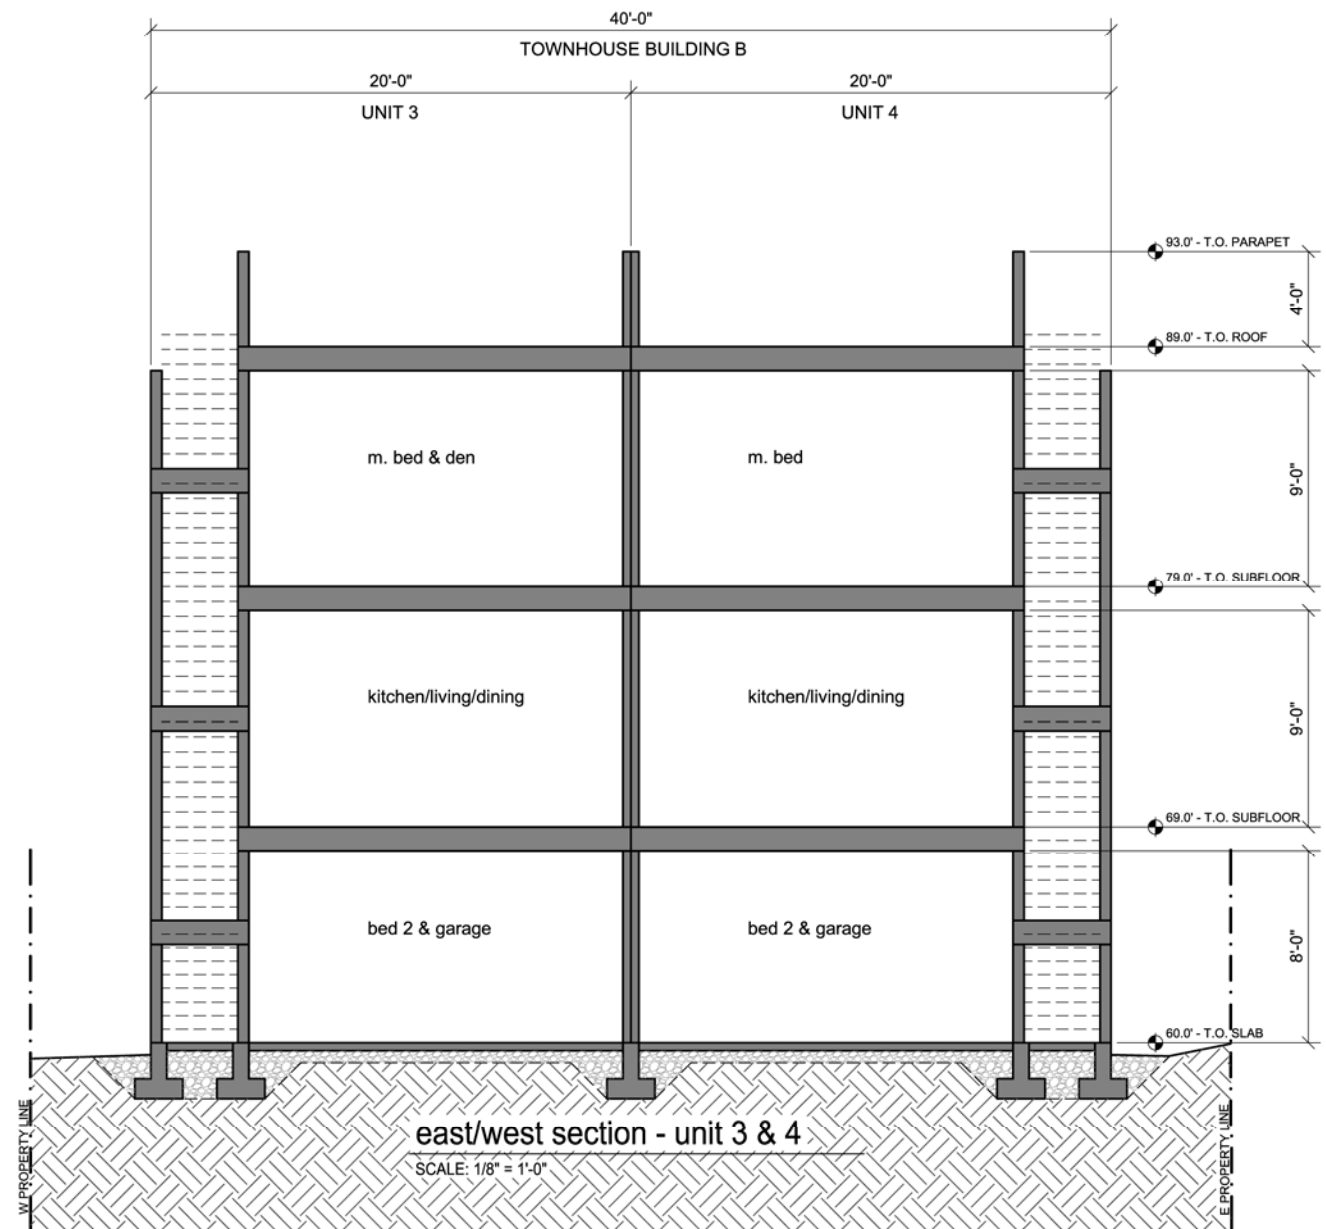 40'-0"
TOWNHOUSE BUILDING B
20'-0"
20'-0"
UNIT 3
UNIT 4
93.0' - T.O. PARAPET
4'-0"
89.0' - T.O. ROOF
m. bed & den
m. bed
9'-0"
79.0' - T.O. SUBFLOOR
kitchen/living/dining
kitchen/living/dining
9'-0"
69.0' - T.O. SUBFLOOR
bed 2 & garage
bed 2 & garage
8'-0"
60.0' - T.O. SLAB
W PROPERTY LINE
E PROPERTY LINE
east/west section - unit 3 & 4
SCALE: 1/8" = 1'-0"